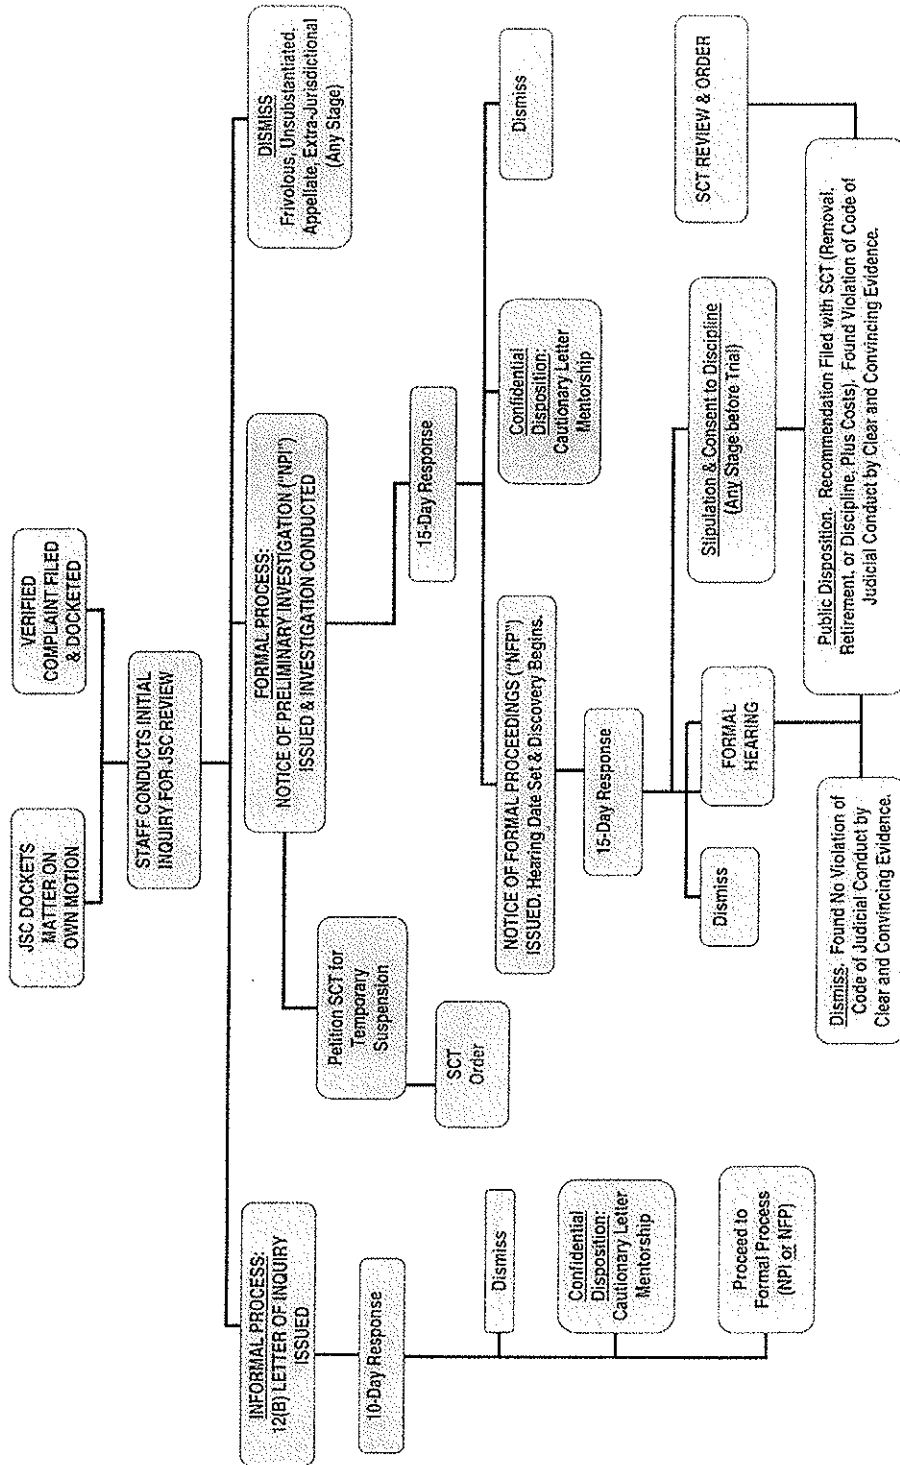 JSC DOCKETS
MATTER ON
OWN MOTION
VERIFIED
COMPLAINT FILED
& DOCKETED
STAFF CONDUCTS INITIAL
INQUIRY FOR JSC REVIEW
INFORMAL PROCESS:
12(B) LETTER OF INQUIRY
ISSUED
10-Day Response
Dismiss
Confidential
Disposition:
Cautionary Letter
Mentorship
Proceed to
Formal Process
(NPI or NFP)
FORMAL PROCESS:
NOTICE OF PRELIMINARY INVESTIGATION ("NPI")
ISSUED & INVESTIGATION CONDUCTED
Petition SCT for
Temporary
Suspension
SCT
Order
15-Day Response
DISMISS
Frivolous, Unsubstantiated,
Appellate, Extra-Jurisdictional
(Any Stage)
NOTICE OF FORMAL PROCEEDINGS ("NFP")
ISSUED. Hearing Date Set & Discovery Begins.
Confidential
Disposition:
Cautionary Letter
Mentorship
Dismiss
15-Day Response
Dismiss
FORMAL
HEARING
Stipulation & Consent to Discipline
(Any Stage before Trial)
SCT REVIEW & ORDER
Dismiss. Found No Violation of
Code of Judicial Conduct by
Clear and Convincing Evidence.
Public Disposition. Recommendation Filed with SCT (Removal,
Retirement, or Discipline, Plus Costs). Found Violation of Code of
Judicial Conduct by Clear and Convincing Evidence.